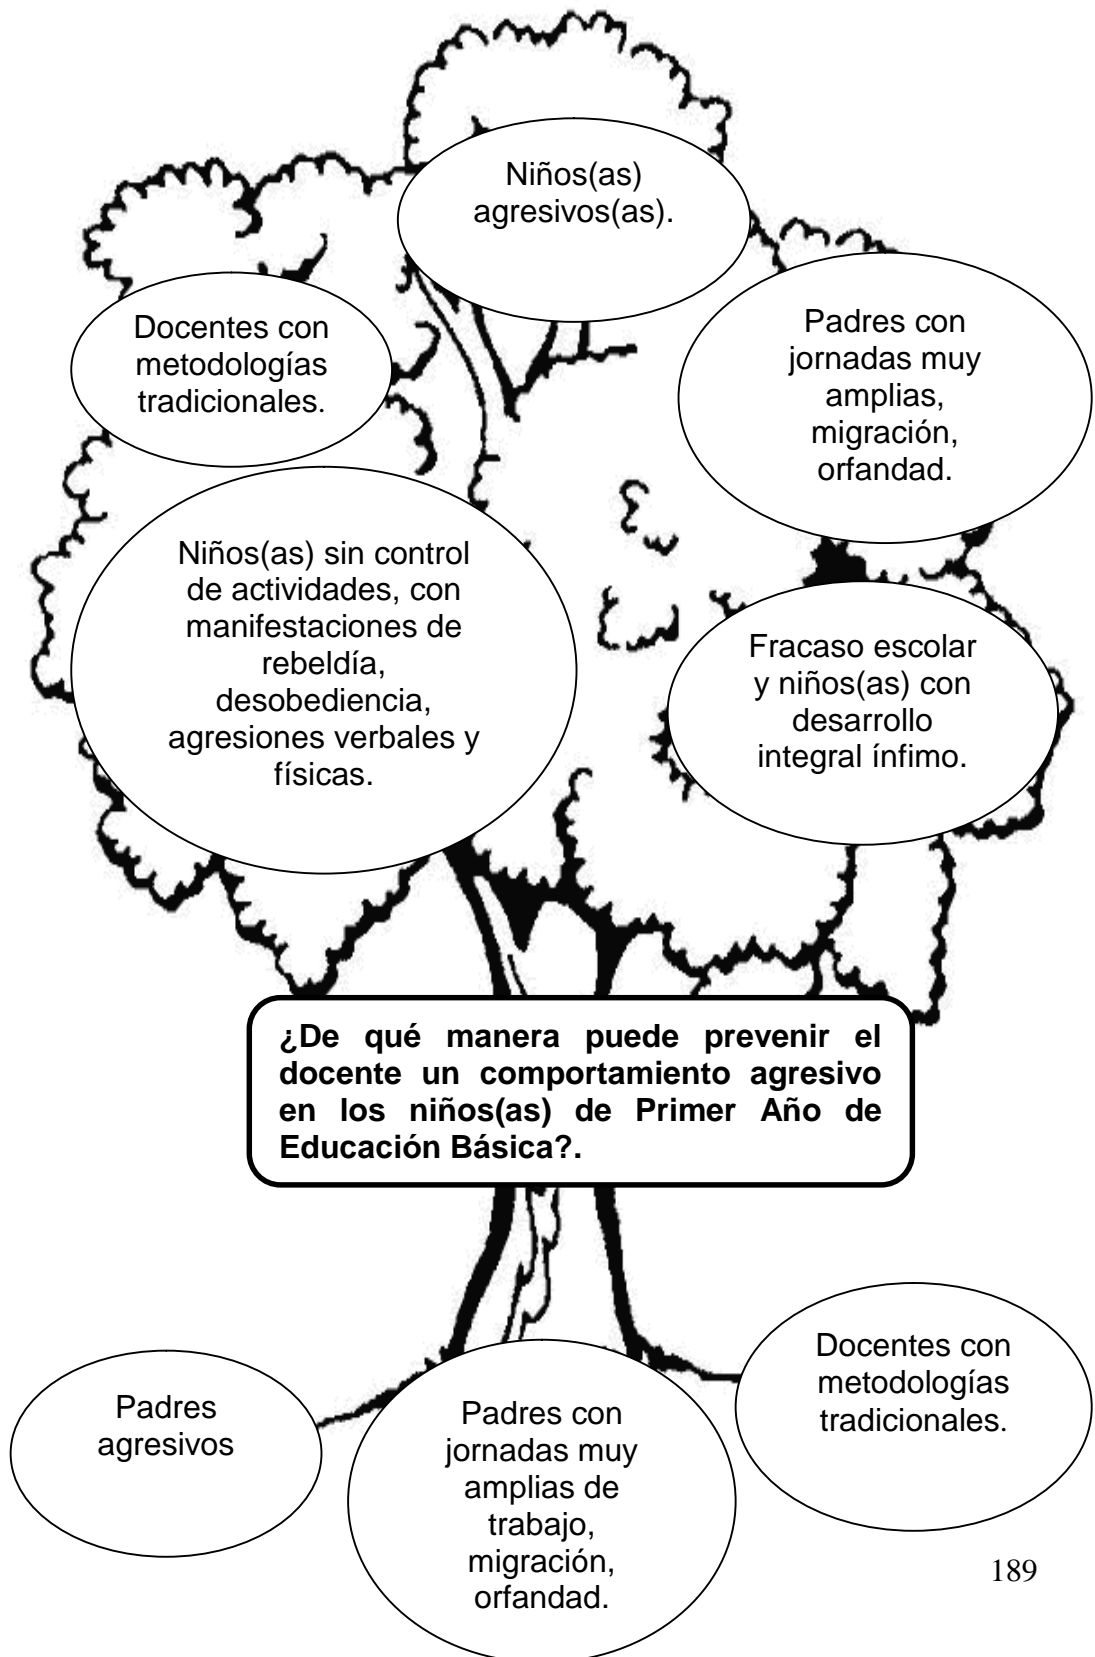 Niños(as)
agresivos(as).
Docentes con
metodologías
tradicionales.
Padres con
jornadas muy
amplias,
migración,
orfandad.
Niños(as) sin control
de actividades, con
manifestaciones de
rebeldía,
desobediencia,
agresiones verbales y
físicas.
Fracaso escolar
y niños(as) con
desarrollo
integral ínfimo.
¿De qué manera puede prevenir el
docente un comportamiento agresivo
en los niños(as) de Primer Año de
Educación Básica?.
Padres
agresivos
Padres con
jornadas muy
amplias de
trabajo,
migración,
orfandad.
Docentes con
metodologías
tradicionales.
189